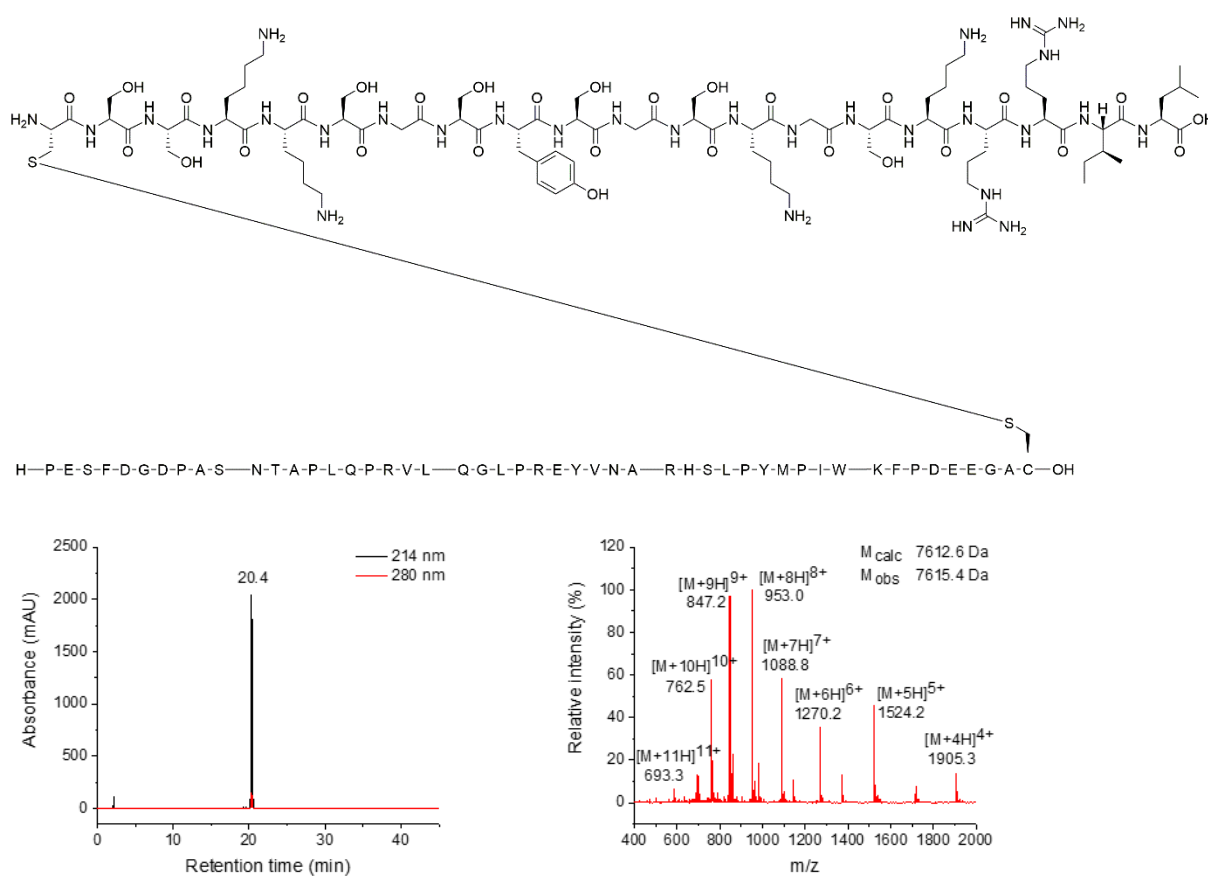 HN NH2
NH2 NH2
NH
OH OH OH OH OH
O O O O O O O O O O
H2N N H N H N H N H N H N H N H N H N H N H N H N H N H N H N H N H N H N H N H OH
O O O O O O O O O O
S OH OH
OH
NH
NH2 NH2 HN NH2
S
H P-E-S-F-D-G-D-P-A-S N-T-A-P-L-Q-P-R-V-L Q-G-L-P-R-E-Y-V-N-A R-H-S-L-P-Y-M-P-I-W K-F-P-D-E-E-G-A-C OH
2500
2000
1500
1000
500
0
Absorbance (mAU)
20.4
214 nm
280 nm
0 10 20 30 40
Retention time (min)
120
100
80
60
40
20
0
Relative intensity (%)
M calc 7612.6 Da
M obs 7615.4 Da
[M+9H]9+
847.2
[M+8H]8+
953.0
[M+10H]10+
762.5
[M+7H]7+
1088.8
[M+6H]6+
1270.2
[M+5H]5+
1524.2
[M+11H]11+
693.3
[M+4H]4+
1905.3
400 600 800 1000 1200 1400 1600 1800 2000
m/z